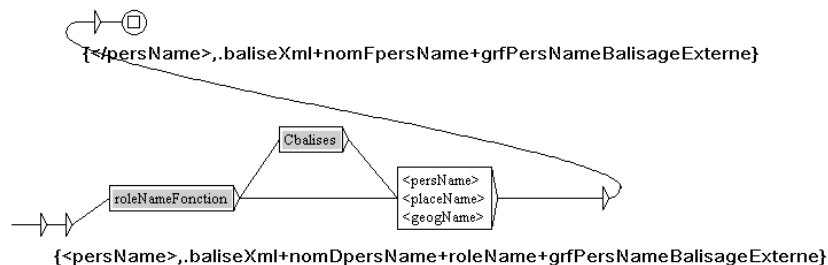 {</persName>,.baliseXml+nomFpersName+grfPersNameBalisageExterne}
Cbalises
<persName>
roleNameFonction
<placeName>
<geogName>
{<persName>,.baliseXml+nomDpersName+roleName+grfPersNameBalisageExterne}